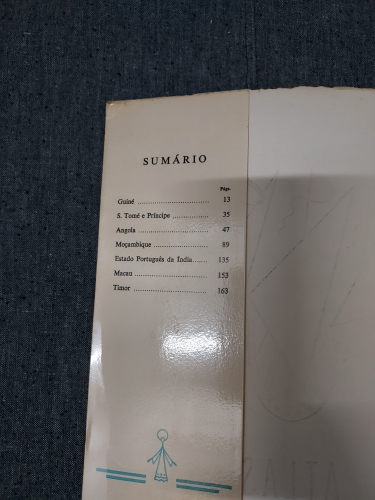 SUMÁRIO
Págs.
Guiné .............................. 13
S. Tomé e Príncipe ............... 35
Angola .............................. 47
Moçambique ....................... 89
Estado Português da Índia...... 135
Macau .............................. 153
Timor ............................... 163